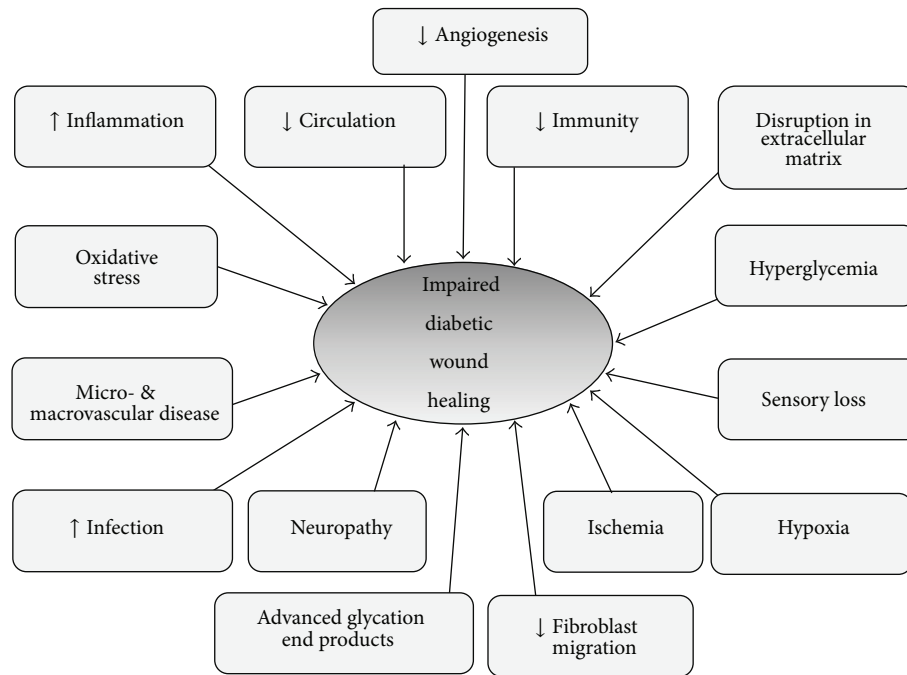 ↓ Angiogenesis
↑ Inflammation
↓ Circulation
↓ Immunity
Disruption in
extracellular
matrix
Oxidative
stress
Hyperglycemia
Impaired
diabetic
wound
healing
Micro- &
macrovascular disease
Sensory loss
↑ Infection
Neuropathy
Ischemia
Hypoxia
Advanced glycation
end products
↓ Fibroblast
migration